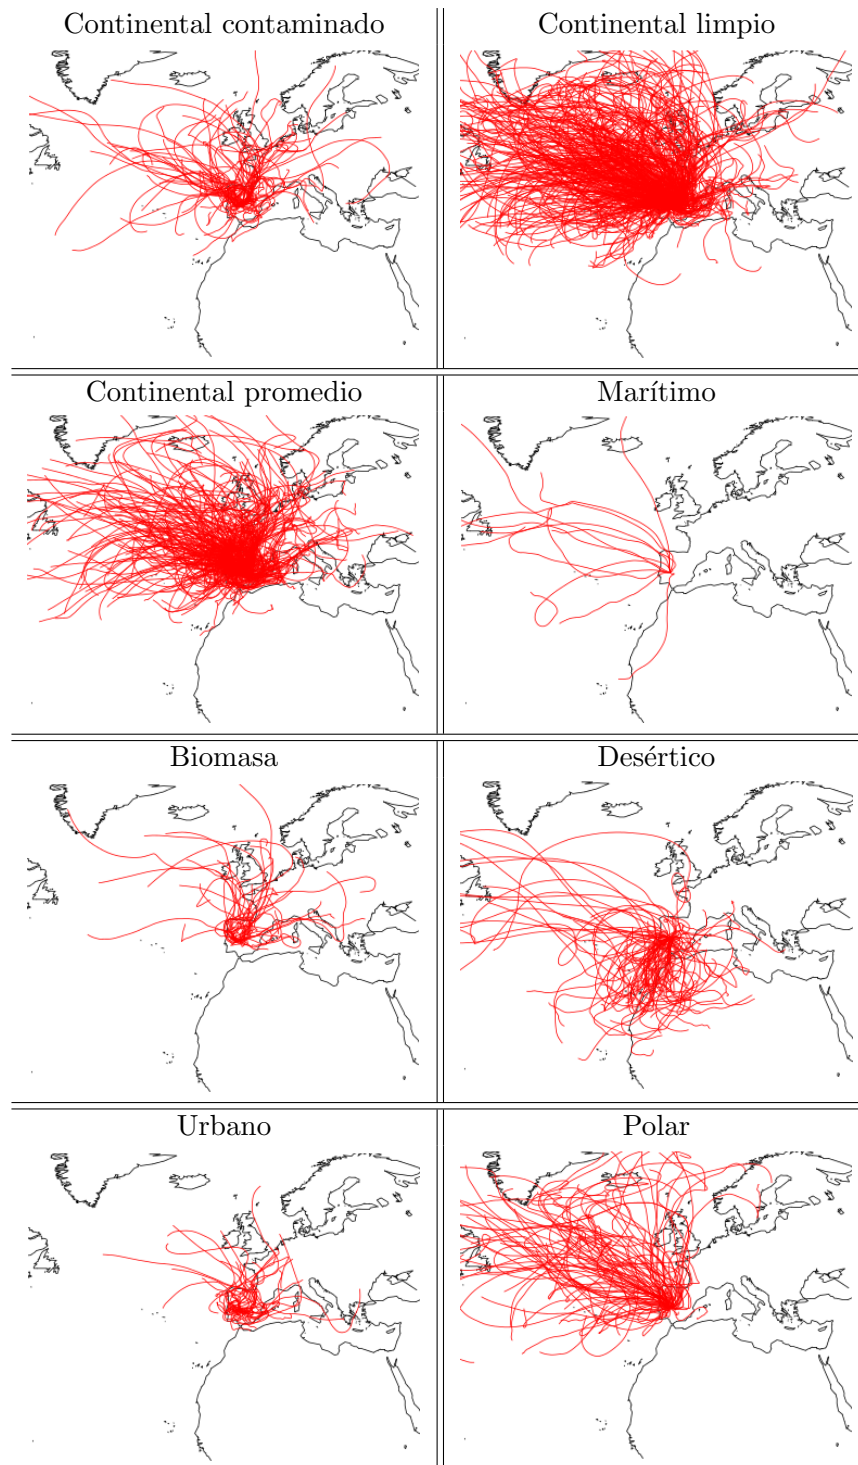 Continental contaminado
Continental limpio
Continental promedio
Marítimo
Biomasa
Desértico
Urbano
Polar